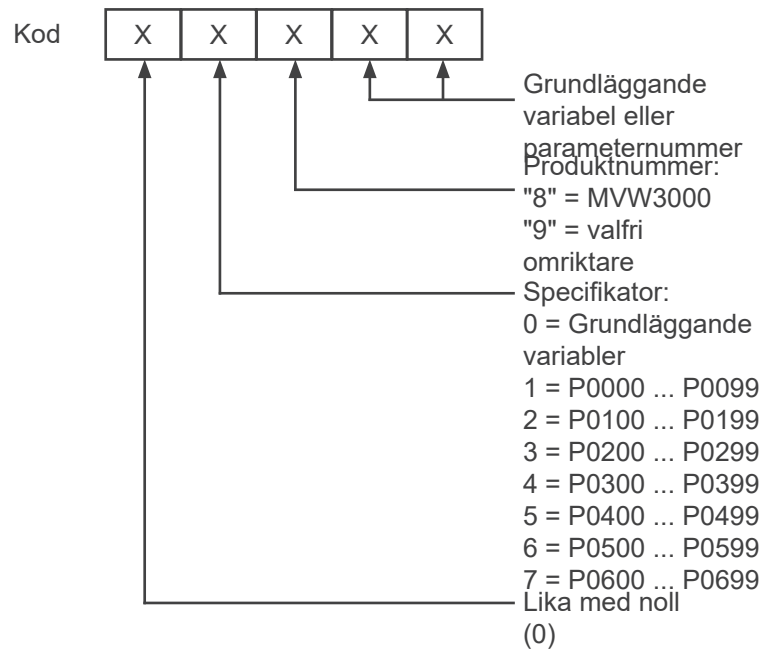 Kod X X X X X
Grundläggande
variabel eller
parameternummer
Produktnummer:
"8" = MVW3000
"9" = valfri
omriktare
Specifikator:
0 = Grundläggande
variabler
1 = P0000 ... P0099
2 = P0100 ... P0199
3 = P0200 ... P0299
4 = P0300 ... P0399
5 = P0400 ... P0499
6 = P0500 ... P0599
7 = P0600 ... P0699
Lika med noll
(0)